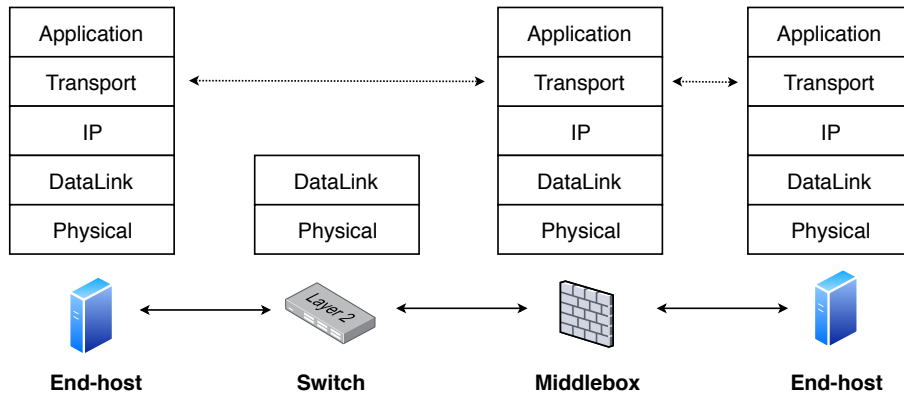 Application
Transport
IP
DataLink
Physical
DataLink
Physical
Application
Transport
IP
DataLink
Physical
Application
Transport
IP
DataLink
Physical
Layer 2
End-host
Switch
Middlebox
End-host